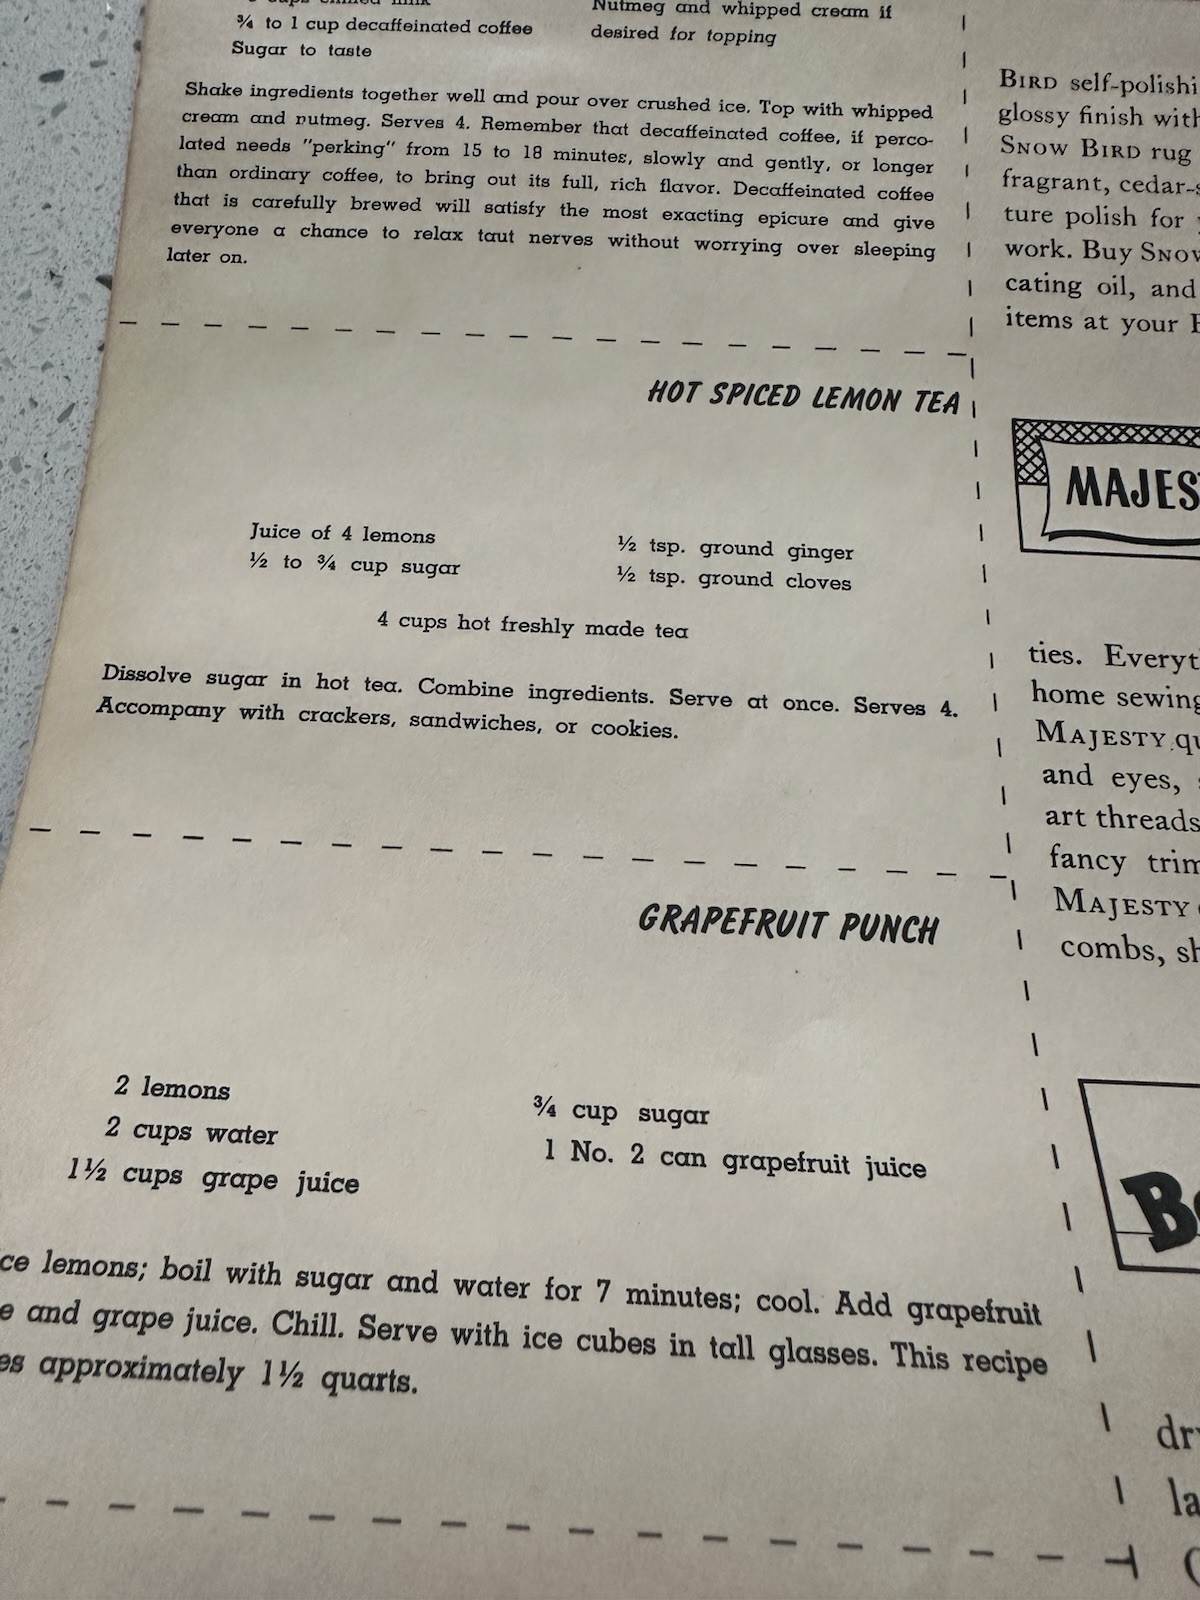 Nutmeg and whipped cream if
¾ to 1 cup decaffeinated coffee
desired for topping
Sugar to taste
Shake ingredients together well and pour over crushed ice. Top with whipped
cream and nutmeg. Serves 4. Remember that decaffeinated coffee, if perco-
lated needs "perking" from 15 to 18 minutes, slowly and gently, or longer
than ordinary coffee, to bring out its full, rich flavor. Decaffeinated coffee
that is carefully brewed will satisfy the most exacting epicure and give
everyone a chance to relax taut nerves without worrying over sleeping
later on.
HOT SPICED LEMON TEA
Juice of 4 lemons
½ to ¾ cup sugar
½ tsp. ground ginger
½ tsp. ground cloves
4 cups hot freshly made tea
Dissolve sugar in hot tea. Combine ingredients. Serve at once. Serves 4.
Accompany with crackers, sandwiches, or cookies.
GRAPEFRUIT PUNCH
2 lemons
2 cups water
1½ cups grape juice
¾ cup sugar
1 No. 2 can grapefruit juice
ce lemons; boil with sugar and water for 7 minutes; cool. Add grapefruit
e and grape juice. Chill. Serve with ice cubes in tall glasses. This recipe
es approximately 1½ quarts.
BIRD self-polishi
glossy finish with
SNOW BIRD rug
fragrant, cedar-s
ture polish for
work. Buy SNOW
cating oil, and
items at your
MAJES
ties. Everyt
home sewing
MAJESTY qu
and eyes,
art threads
fancy trim
MAJESTY
combs, sh
B
dry
la